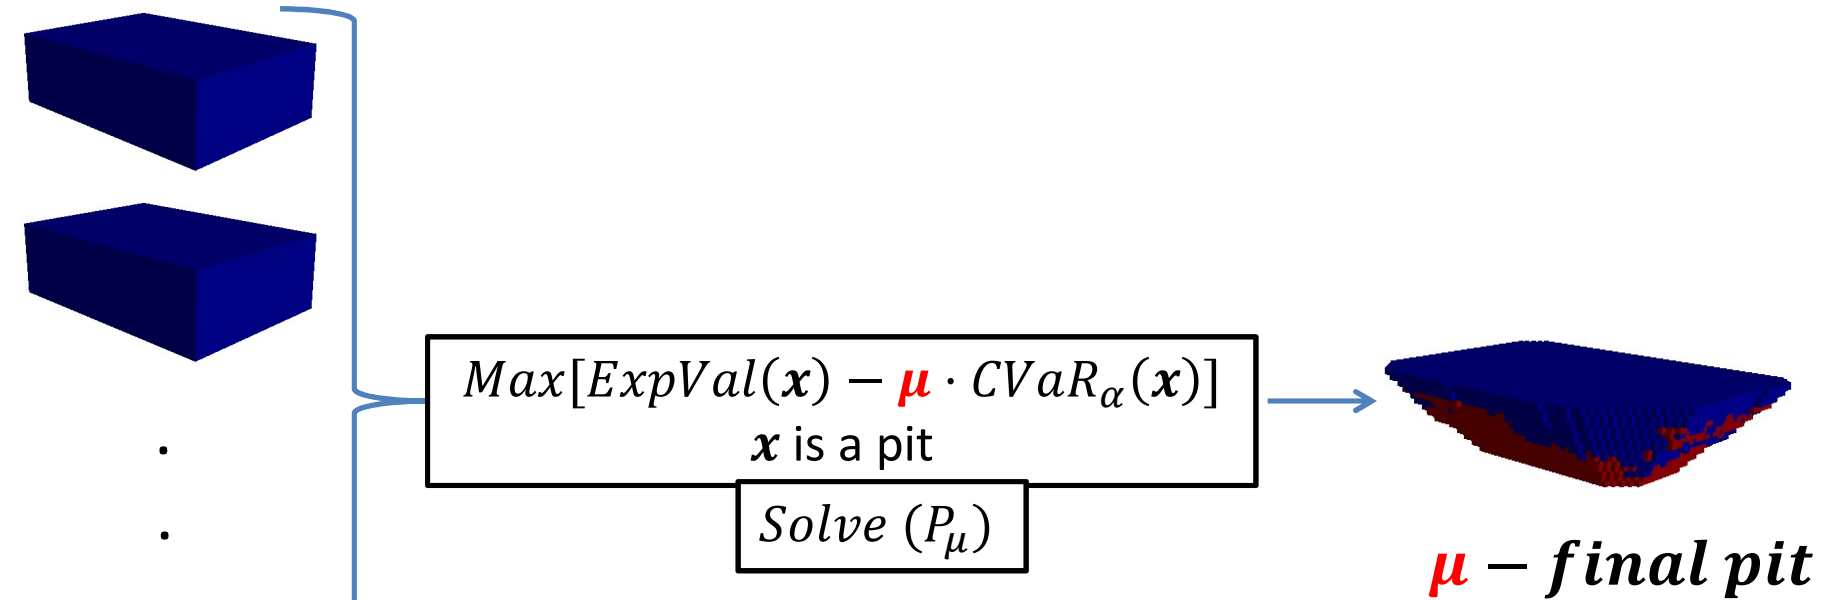 Max[ExpVal(x) − μ · CVaR_α(x)]
x is a pit
Solve (P_μ)
μ − final pit